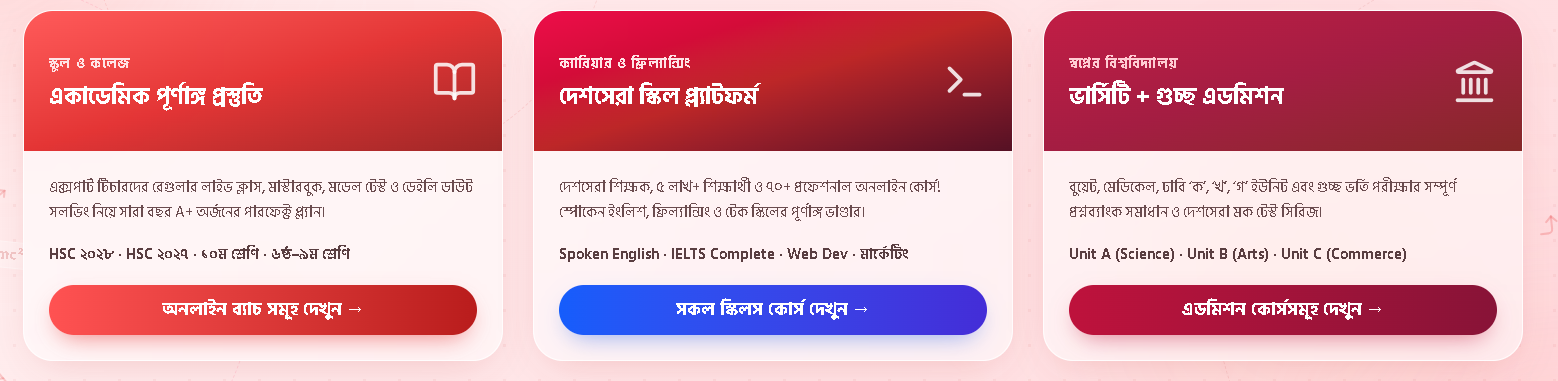 স্কুল ও কলেজ
একাডেমিক পূর্ণাঙ্গ প্রস্তুতি
এক্সপার্ট টিচারদের রেগুলার লাইভ ক্লাস, মাস্টারবুক, মডেল টেস্ট ও ডেইলি ডাউট
সলভিং নিয়ে সারা বছর A+ অর্জনের পারফেক্ট প্ল্যান।
HSC ২০২৮ · HSC ২০২৭ · ১০ম শ্রেণি · ৬ষ্ঠ–৯ম শ্রেণি
অনলাইন ব্যাচ সমূহ দেখুন →
ক্যারিয়ার ও ফ্রিল্যান্সিং
দেশসেরা স্কিল প্ল্যাটফর্ম
দেশসেরা শিক্ষক, ৫ লাখ+ শিক্ষার্থী ও ৭০+ প্রফেশনাল অনলাইন কোর্স!
স্পোকেন ইংলিশ, ফ্রিল্যান্সিং ও টেক স্কিলের পূর্ণাঙ্গ ভাণ্ডার।
Spoken English · IELTS Complete · Web Dev · মার্কেটিং
সকল স্কিলস কোর্স দেখুন →
স্বপ্নের বিশ্ববিদ্যালয়
ভার্সিটি + গুচ্ছ এডমিশন
বুয়েট, মেডিকেল, ঢাবি ‘ক’, ‘খ’, ‘গ’ ইউনিট এবং গুচ্ছ ভর্তি পরীক্ষার সম্পূর্ণ
প্রশ্নব্যাংক সমাধান ও দেশসেরা মক টেস্ট সিরিজ।
Unit A (Science) · Unit B (Arts) · Unit C (Commerce)
এডমিশন কোর্সসমূহ দেখুন →